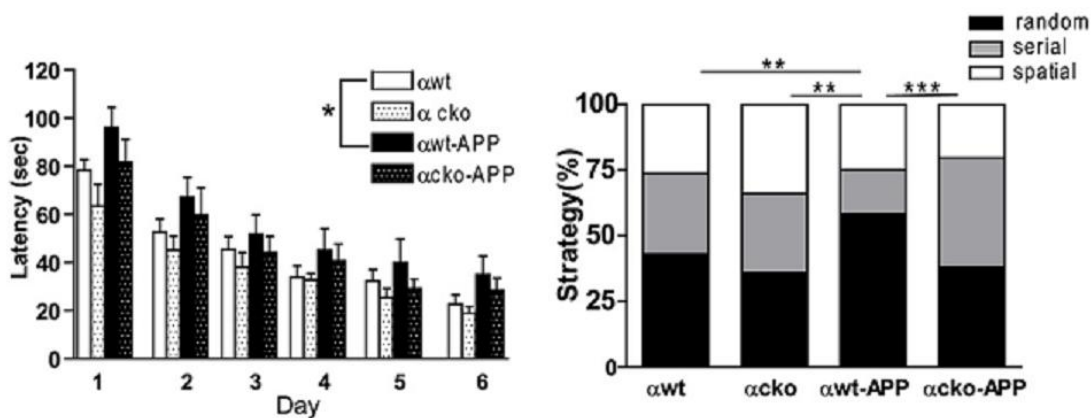 Latency (sec)
120
100
80
60
40
20
0
1 2 3 4 5 6
Day
*
αwt
α cko
αwt-APP
αcko-APP
random
serial
spatial
** 
** ***
Strategy(%)
100
75
50
25
0
αwt αcko αwt-APP αcko-APP